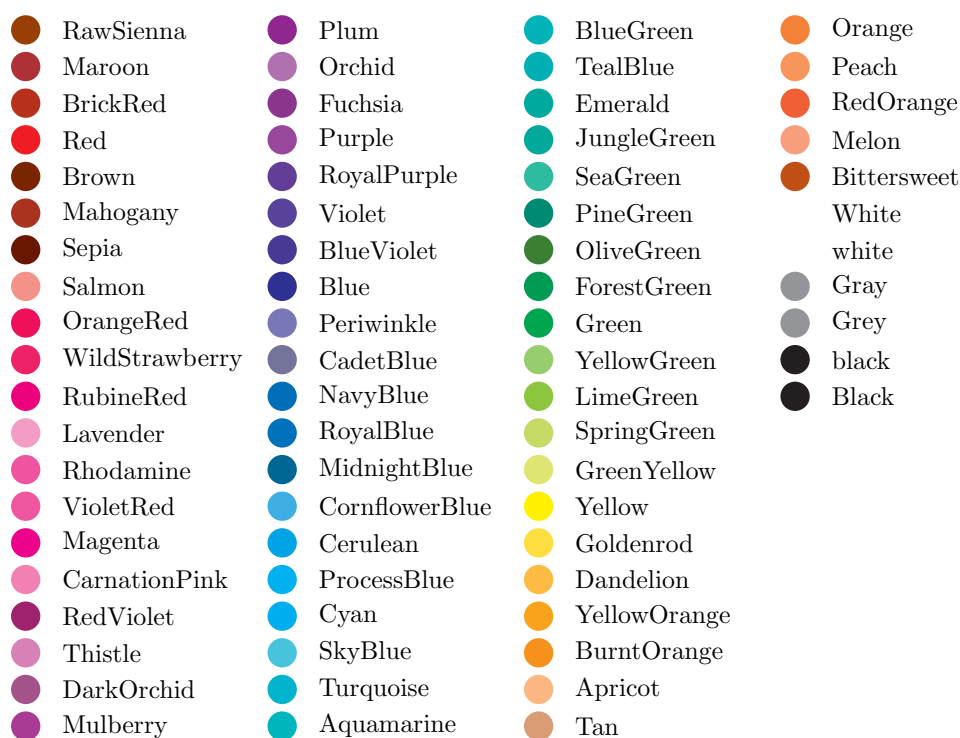 RawSienna
Maroon
BrickRed
Red
Brown
Mahogany
Sepia
Salmon
OrangeRed
WildStrawberry
RubineRed
Lavender
Rhodamine
VioletRed
Magenta
CarnationPink
RedViolet
Thistle
DarkOrchid
Mulberry
Plum
Orchid
Fuchsia
Purple
RoyalPurple
Violet
BlueViolet
Blue
Periwinkle
CadetBlue
NavyBlue
RoyalBlue
MidnightBlue
CornflowerBlue
Cerulean
ProcessBlue
Cyan
SkyBlue
Turquoise
Aquamarine
BlueGreen
TealBlue
Emerald
JungleGreen
SeaGreen
PineGreen
OliveGreen
ForestGreen
Green
YellowGreen
LimeGreen
SpringGreen
GreenYellow
Yellow
Goldenrod
Dandelion
YellowOrange
BurntOrange
Apricot
Tan
Orange
Peach
RedOrange
Melon
Bittersweet
White
white
Gray
Grey
black
Black